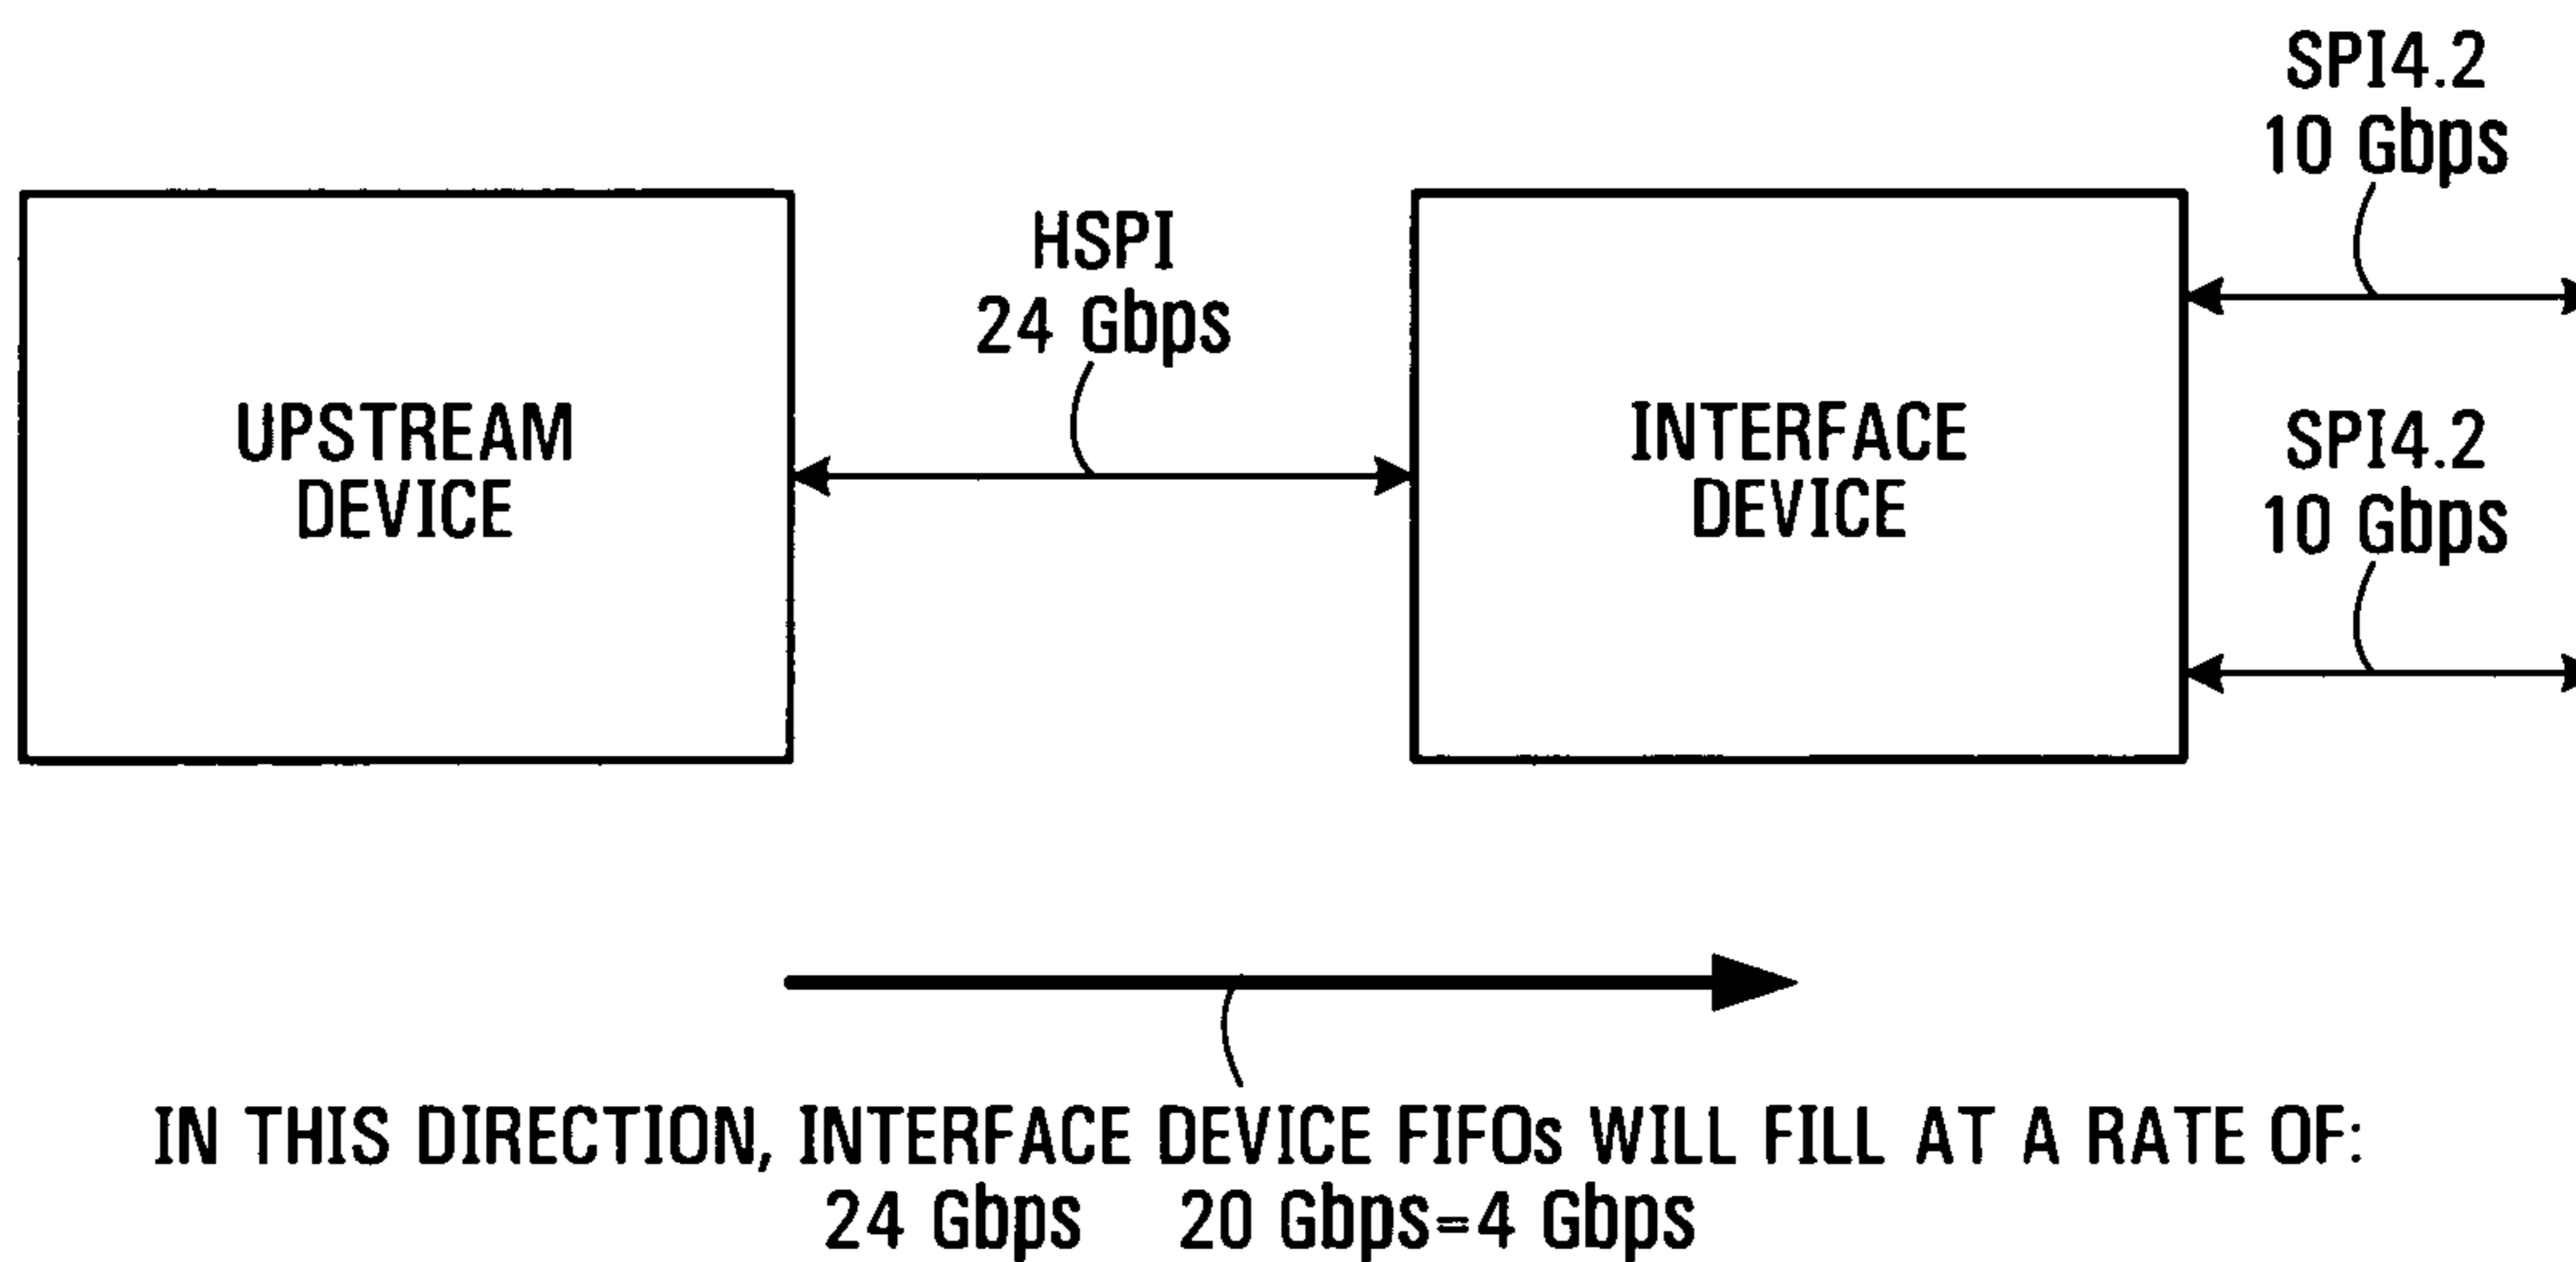 SPI4.2
10 Gbps
HSPI
24 Gbps
UPSTREAM
DEVICE
INTERFACE
DEVICE
SPI4.2
10 Gbps
IN THIS DIRECTION, INTERFACE DEVICE FIFOs WILL FILL AT A RATE OF:
24 Gbps 20 Gbps=4 Gbps